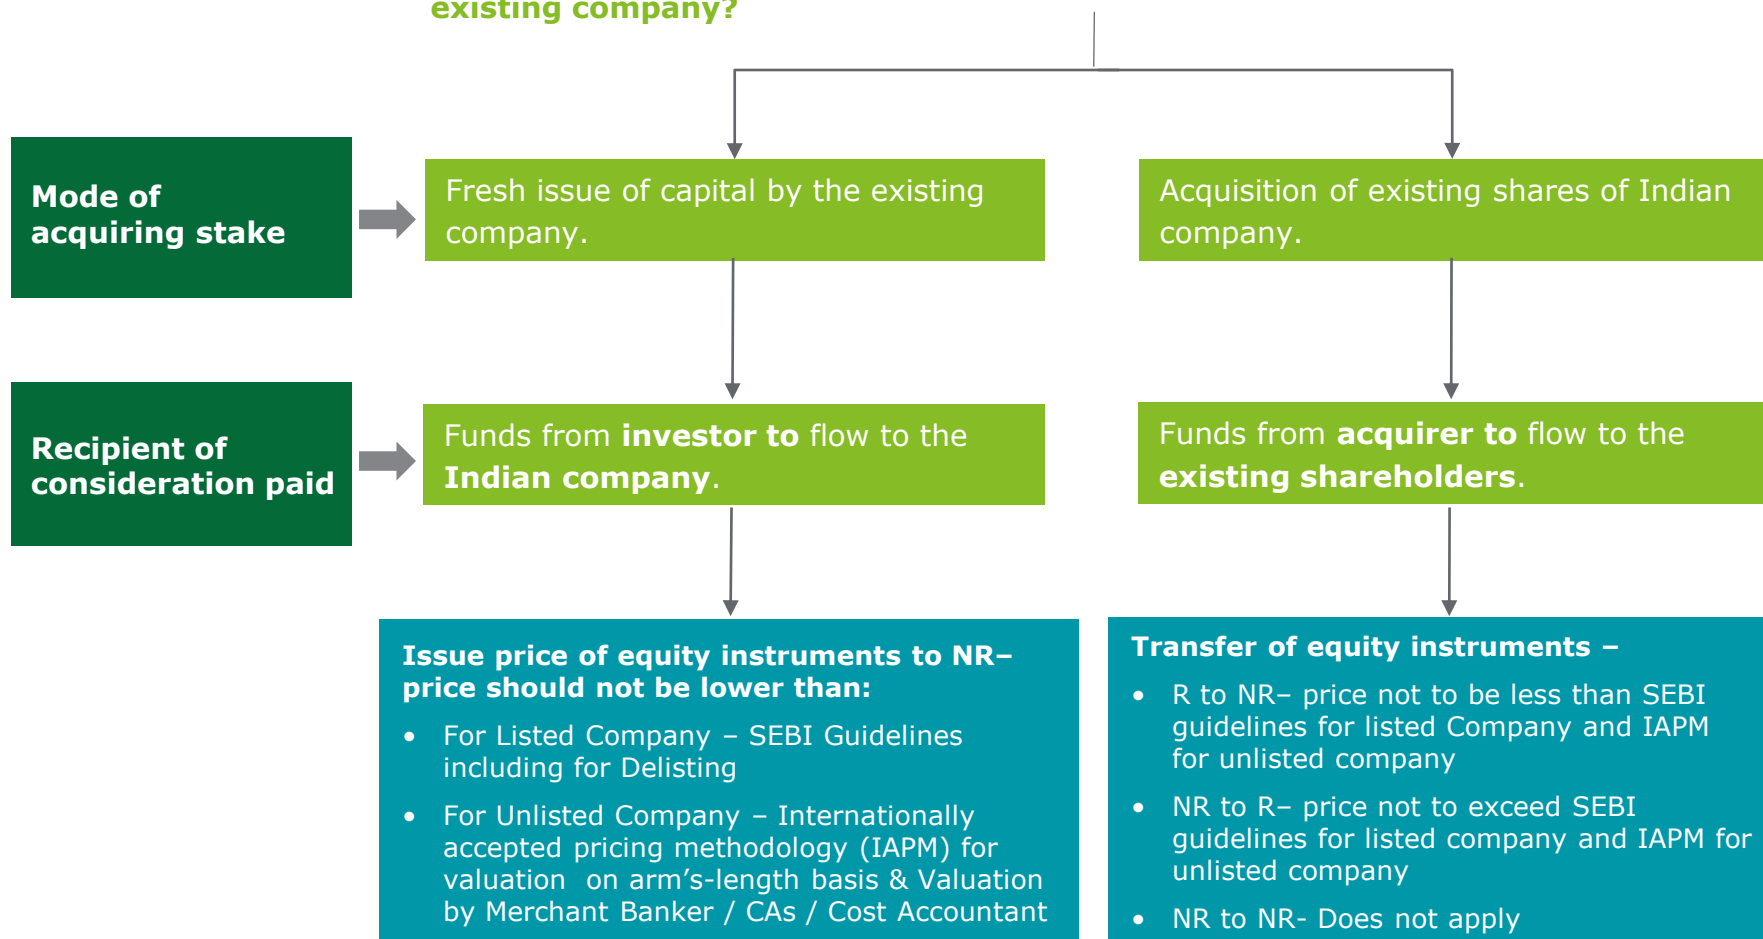 existing company?
Mode of
acquiring stake
Fresh issue of capital by the existing
company.
Acquisition of existing shares of Indian
company.
Recipient of
consideration paid
Funds from investor to flow to the
Indian company.
Funds from acquirer to flow to the
existing shareholders.
Issue price of equity instruments to NR–
price should not be lower than:
• For Listed Company – SEBI Guidelines
including for Delisting
• For Unlisted Company – Internationally
accepted pricing methodology (IAPM) for
valuation on arm’s-length basis & Valuation
by Merchant Banker / CAs / Cost Accountant
Transfer of equity instruments –
• R to NR– price not to be less than SEBI
guidelines for listed Company and IAPM
for unlisted company
• NR to R– price not to exceed SEBI
guidelines for listed company and IAPM for
unlisted company
• NR to NR- Does not apply